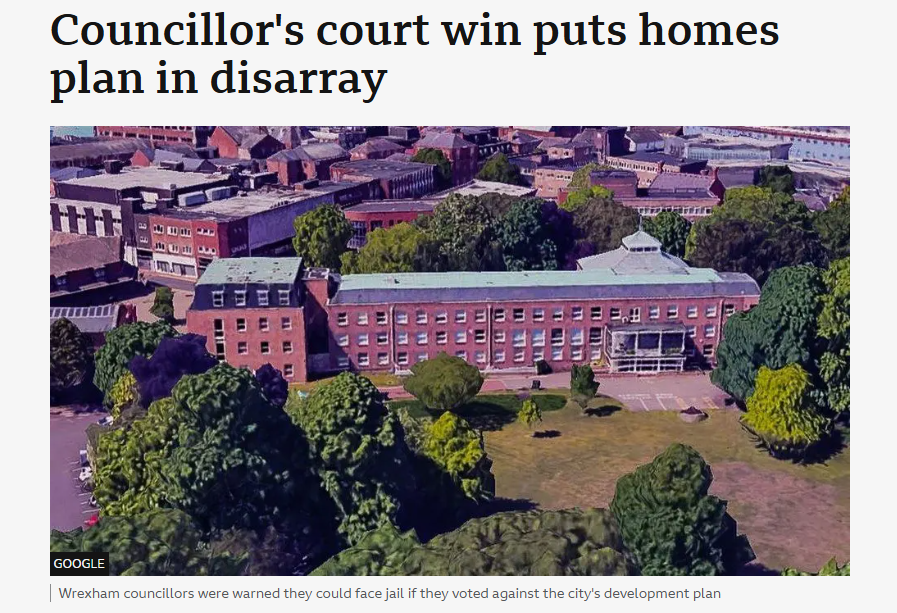 Councillor's court win puts homes
plan in disarray
GOOGLE
Wrexham councillors were warned they could face jail if they voted against the city's development plan